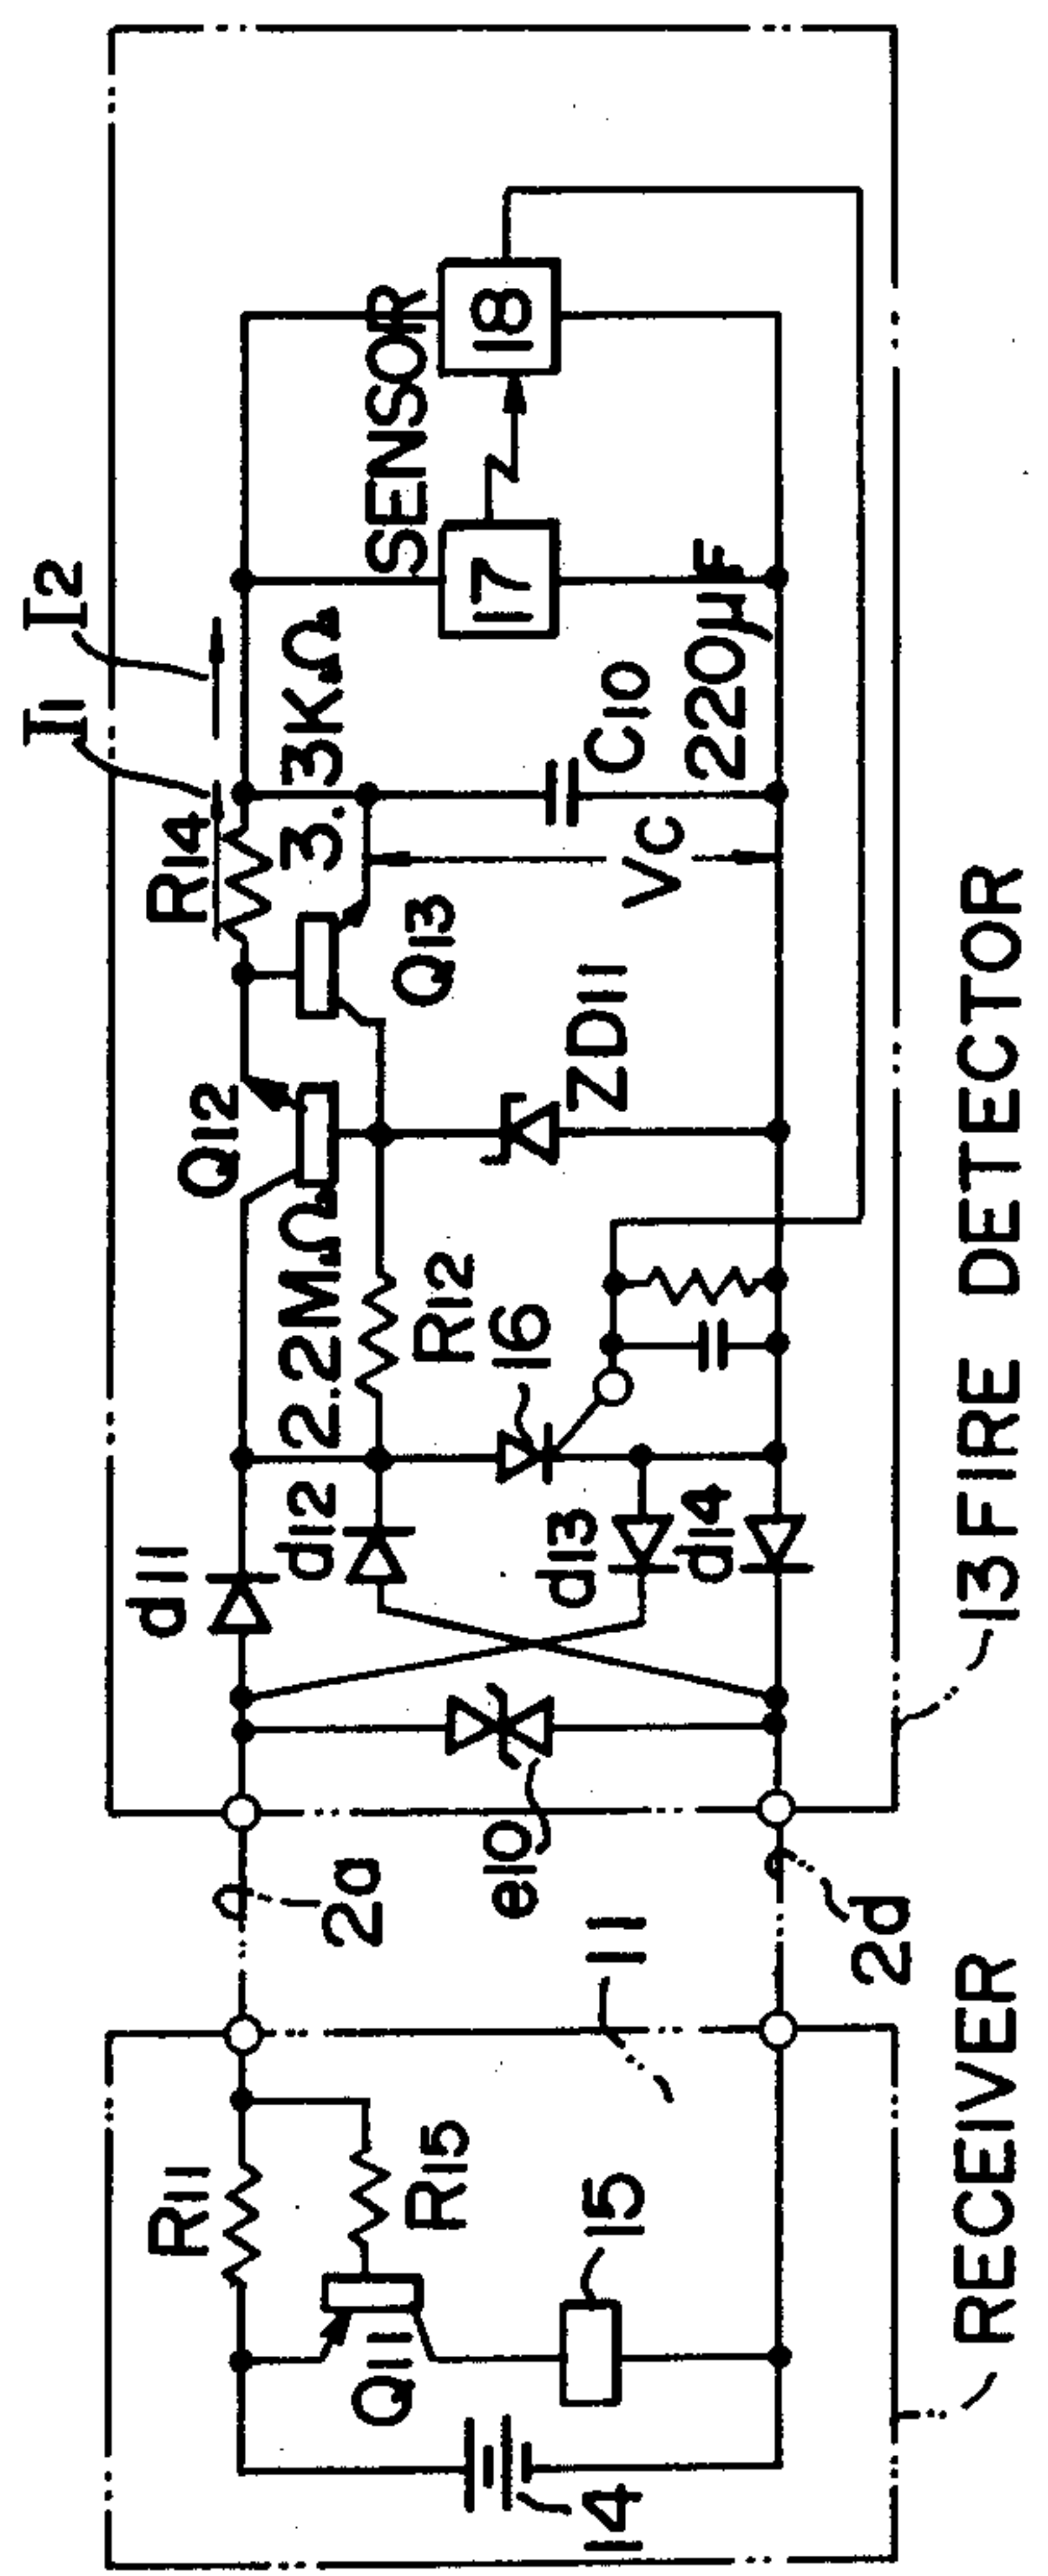 I1
I2
R11
2a
d11
Q12
R14
d12
2.2MΩ
3.3KΩ
Q11
R15
R12
Q13
SENSOR
e10
16
17
18
14
15
11
d13
ZD11
C10
VC
220μF
d14
2d
RECEIVER
13 FIRE DETECTOR